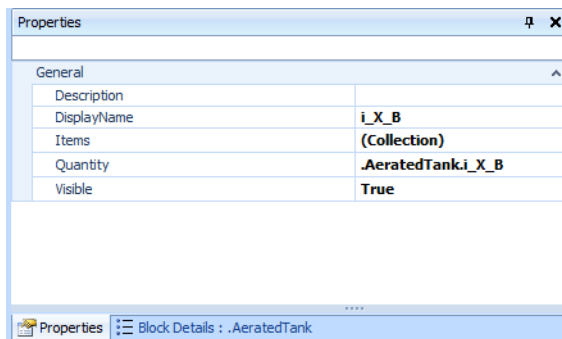 Properties
General
Description
DisplayName i_X_B
Items (Collection)
Quantity .AeratedTank.i_X_B
Visible True
Properties Block Details : .AeratedTank